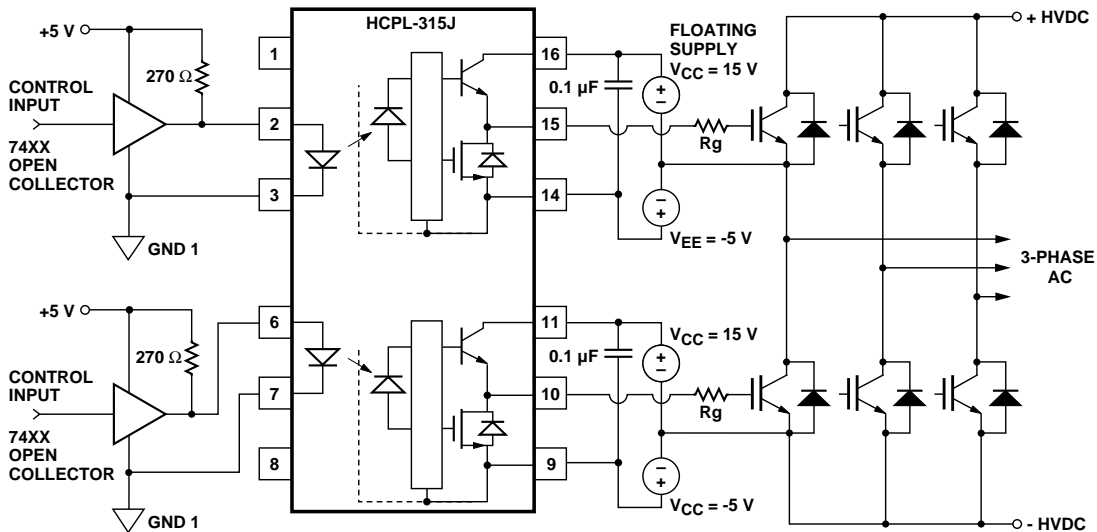 HCPL-315J
+5 V
270 Ω
CONTROL
INPUT
74XX
OPEN
COLLECTOR
GND 1
1
2
3
16
15
14
0.1 µF
FLOATING
SUPPLY
VCC = 15 V
+
−
Rg
−
+
VEE = -5 V
+ HVDC
3-PHASE
AC
+5 V
270 Ω
CONTROL
INPUT
74XX
OPEN
COLLECTOR
GND 1
6
7
8
11
10
9
0.1 µF
VCC = 15 V
+
−
Rg
−
+
VCC = -5 V
- HVDC